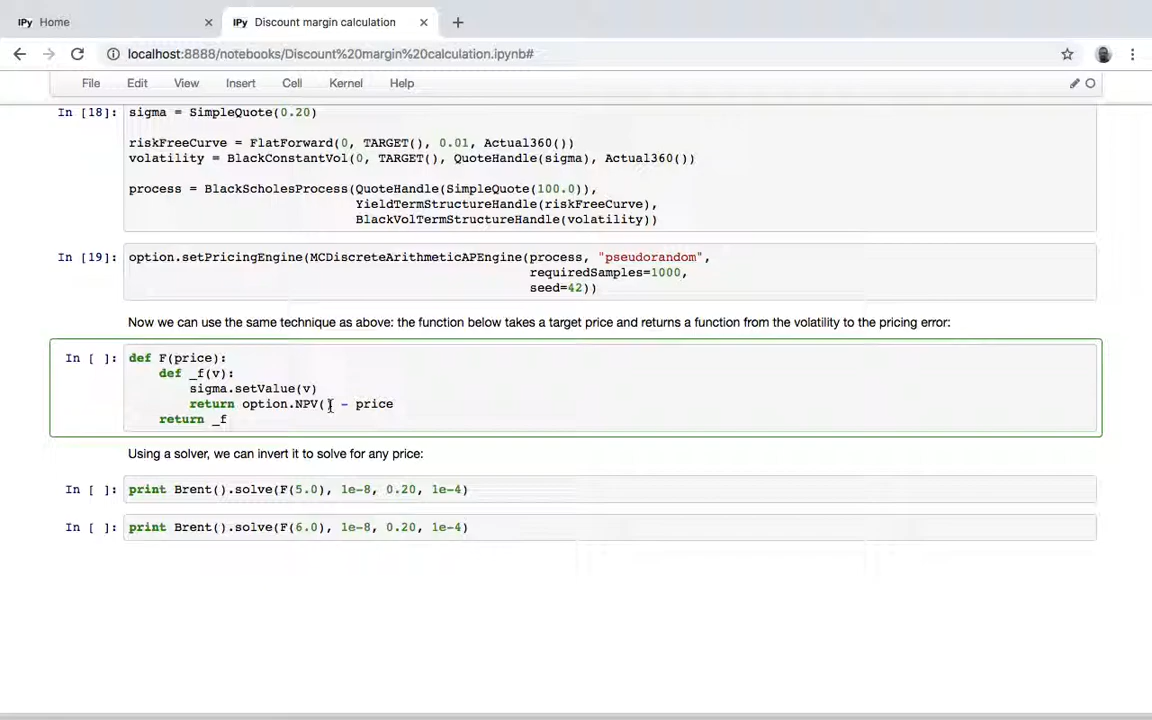 IPy Home × IPy Discount margin calculation × +
localhost:8888/notebooks/Discount%20margin%20calculation.ipynb#
File Edit View Insert Cell Kernel Help
In [18]: sigma = SimpleQuote(0.20)
riskFreeCurve = FlatForward(0, TARGET(), 0.01, Actual360())
volatility = BlackConstantVol(0, TARGET(), QuoteHandle(sigma), Actual360())
process = BlackScholesProcess(QuoteHandle(SimpleQuote(100.0)),
YieldTermStructureHandle(riskFreeCurve),
BlackVolTermStructureHandle(volatility))
In [19]: option.setPricingEngine(MCDiscreteArithmeticAPEngine(process, "pseudorandom",
requiredSamples=1000,
seed=42))
Now we can use the same technique as above: the function below takes a target price and returns a function from the volatility to the pricing error:
In [ ]: def F(price):
def _f(v):
sigma.setValue(v)
return option.NPV() - price
return _f
Using a solver, we can invert it to solve for any price:
In [ ]: print Brent().solve(F(5.0), 1e-8, 0.20, 1e-4)
In [ ]: print Brent().solve(F(6.0), 1e-8, 0.20, 1e-4)